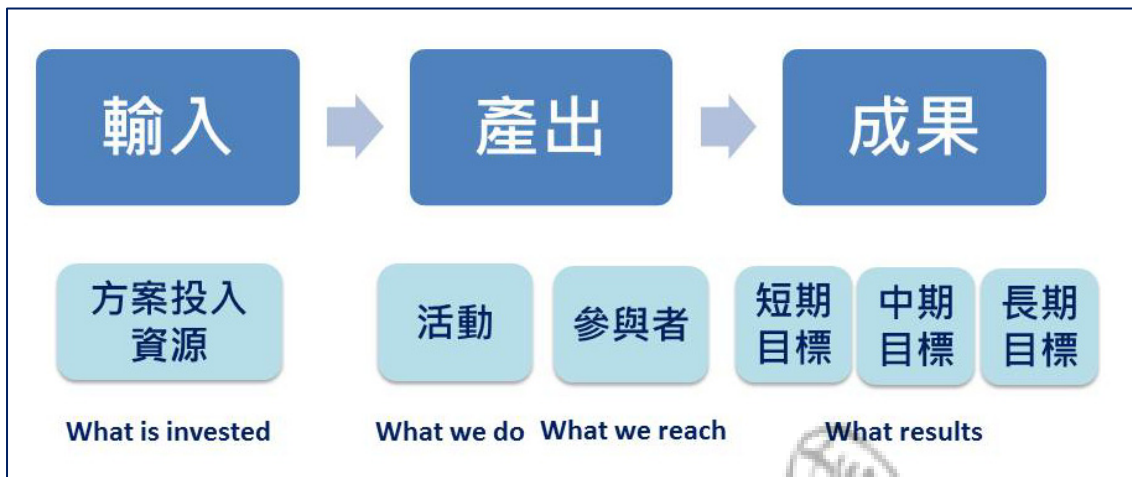 輸入
產出
成果
方案投入
資源
活動
參與者
短期
目標
中期
目標
長期
目標
What is invested
What we do
What we reach
What results